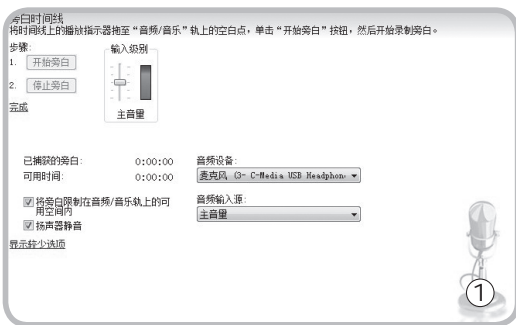 旁白时间线
将时间线上的播放指示器拖至“音频/音乐”轨上的空白点，单击“开始旁白”按钮，然后开始录制旁白。
步骤:
输入级别
1. 开始旁白
2. 停止旁白
完成
主音量
已捕获的旁白: 0:00:00
音频设备:
可用时间: 0:00:00
麦克风 (3- C-Media USB Headphon
将旁白限制在音频/音乐轨上的可
用空间内
音频输入源:
主音量
扬声器静音
显示较少选项
1